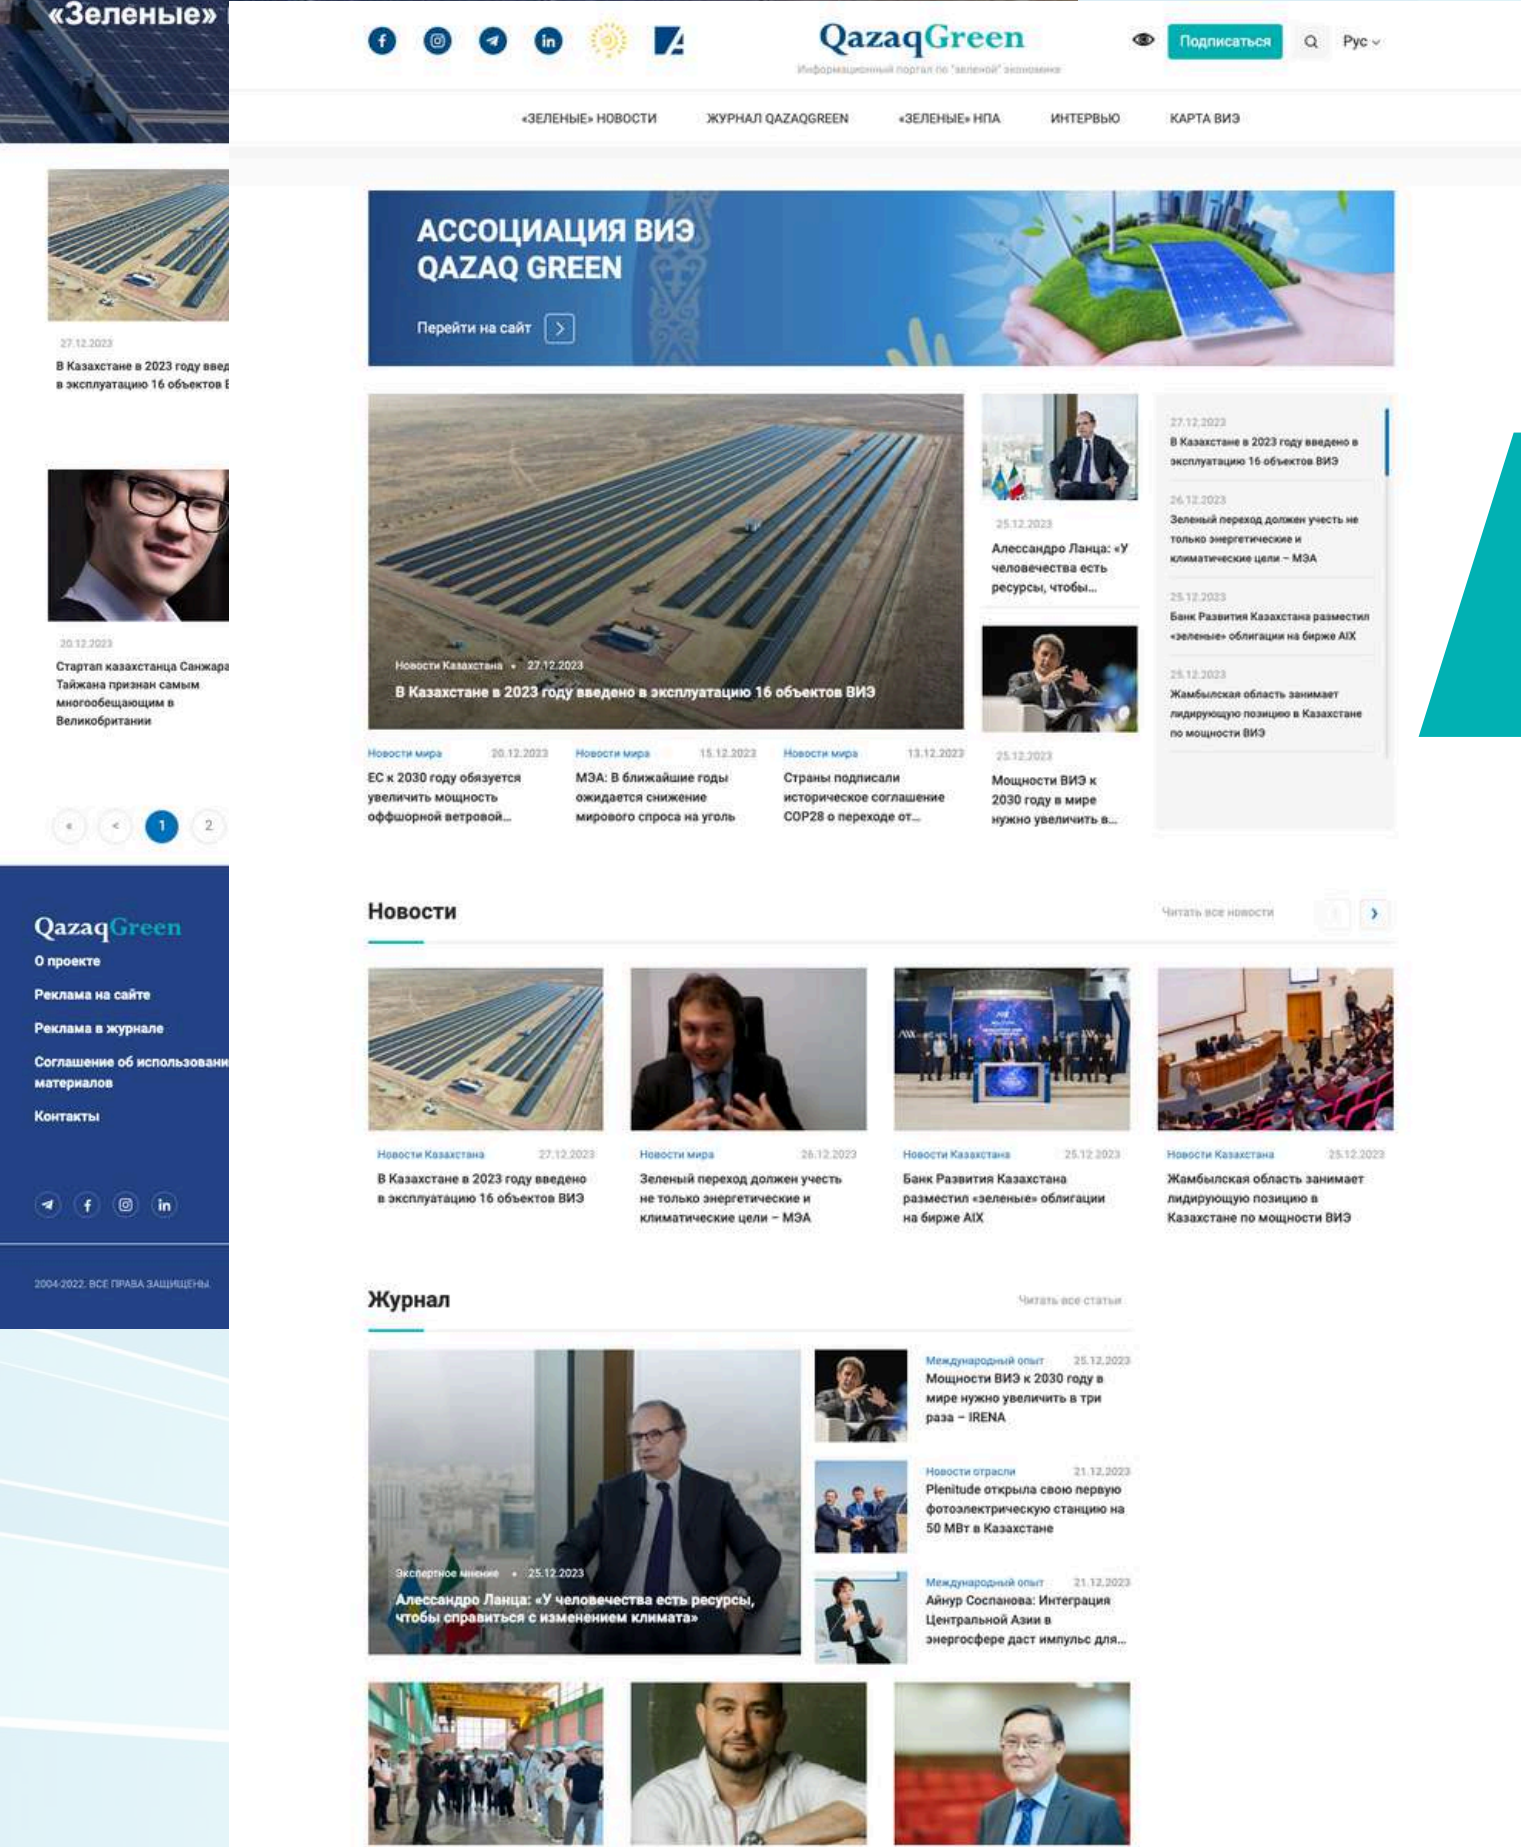 «Зеленые»
27.12.2023
В Казахстане в 2023 году введ
в эксплуатацию 16 объектов
20.12.2023
Стартап казахстанца Санжара
Тайжана признан самым
многообещающим в
Великобритании
« < 1 2
QazaqGreen
О проекте
Реклама на сайте
Реклама в журнале
Соглашение об использовани
материалов
Контакты
2004-2022. ВСЕ ПРАВА ЗАЩИЩЕНЫ.
QazaqGreen
Информационный портал по "зеленой" экономике
Подписаться
Рус
«ЗЕЛЕНЫЕ» НОВОСТИ ЖУРНАЛ QAZAQGREEN «ЗЕЛЕНЫЕ» НПА ИНТЕРВЬЮ КАРТА ВИЭ
АССОЦИАЦИЯ ВИЭ
QAZAQ GREEN
Перейти на сайт >
Новости Казахстана • 27.12.2023
В Казахстане в 2023 году введено в эксплуатацию 16 объектов ВИЭ
Новости мира 20.12.2023
ЕС к 2030 году обязуется
увеличить мощность
оффшорной ветровой...
Новости мира 15.12.2023
МЭА: В ближайшие годы
ожидается снижение
мирового спроса на уголь
Новости мира 13.12.2023
Страны подписали
историческое соглашение
COP28 о переходе от...
25.12.2023
Алессандро Ланца: «У
человечества есть
ресурсы, чтобы...
25.12.2023
Мощности ВИЭ к
2030 году в мире
нужно увеличить в...
27.12.2023
В Казахстане в 2023 году введено в
эксплуатацию 16 объектов ВИЭ
26.12.2023
Зеленый переход должен учесть не
только энергетические и
климатические цели – МЭА
25.12.2023
Банк Развития Казахстана разместил
«зеленые» облигации на бирже AIX
25.12.2023
Жамбылская область занимает
лидирующую позицию в Казахстане
по мощности ВИЭ
Новости
Читать все новости
Новости Казахстана 27.12.2023
В Казахстане в 2023 году введено
в эксплуатацию 16 объектов ВИЭ
Новости мира 26.12.2023
Зеленый переход должен учесть
не только энергетические и
климатические цели – МЭА
Новости Казахстана 25.12.2023
Банк Развития Казахстана
разместил «зеленые» облигации
на бирже AIX
Новости Казахстана 25.12.2023
Жамбылская область занимает
лидирующую позицию в
Казахстане по мощности ВИЭ
Журнал
Читать все статьи
Экспертное мнение • 25.12.2023
Алессандро Ланца: «У человечества есть ресурсы,
чтобы справиться с изменением климата»
Международный опыт 25.12.2023
Мощности ВИЭ к 2030 году в
мире нужно увеличить в три
раза – IRENA
Новости отрасли 21.12.2023
Plenitude открыла свою первую
фотоэлектрическую станцию на
50 МВт в Казахстане
Международный опыт 21.12.2023
Айнур Соспанова: Интеграция
Центральной Азии в
энергосфере даст импульс для...